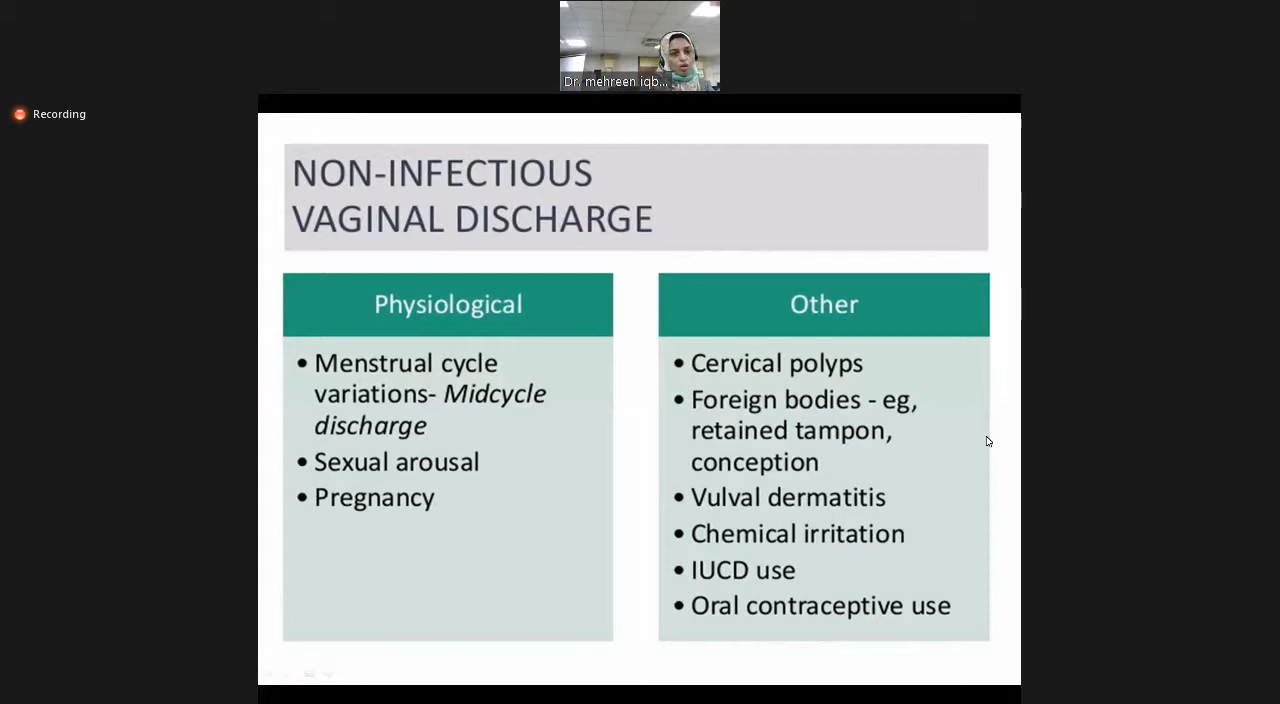 Dr. mehreen iqb...
Recording
NON-INFECTIOUS
VAGINAL DISCHARGE
Physiological
• Menstrual cycle
variations- Midcycle
discharge
• Sexual arousal
• Pregnancy
Other
• Cervical polyps
• Foreign bodies - eg,
retained tampon,
conception
• Vulval dermatitis
• Chemical irritation
• IUCD use
• Oral contraceptive use